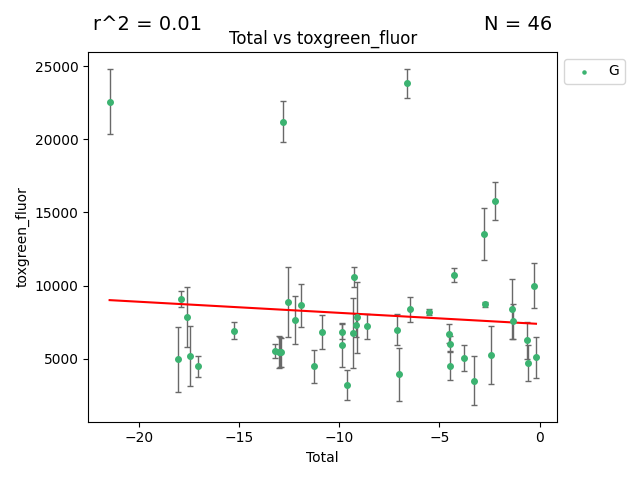 r^2 = 0.01
N = 46
Total vs toxgreen_fluor
G
25000
20000
15000
10000
5000
toxgreen_fluor
−20
−15
−10
−5
0
Total